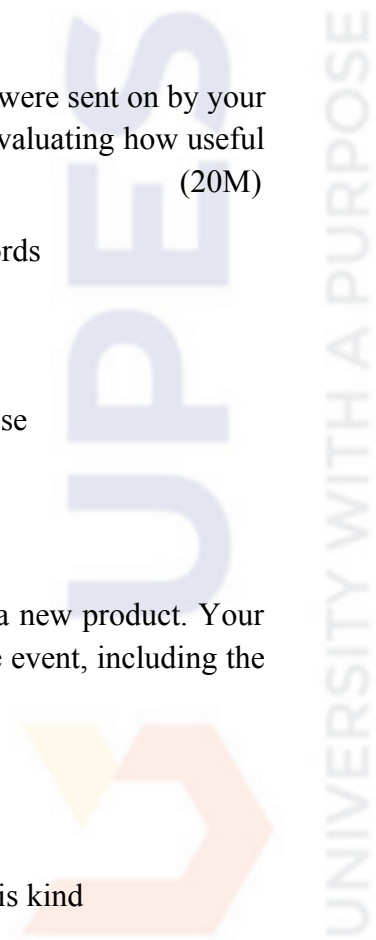 were sent on by your
valuating how useful
(20M)
rds
se
a new product. Your
e event, including the
is kind
UPES
UNIVERSITY WITH A PURPOSE